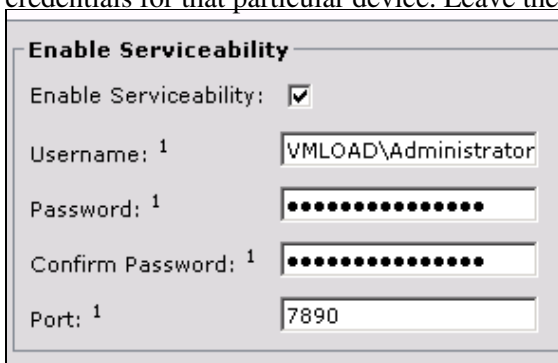 credentials for that particular device. Leave the
Enable Serviceability
Enable Serviceability:
Username: 1 VMLOAD\Administrator
Password: 1 ●●●●●●●●●●●●●●●
Confirm Password: 1 ●●●●●●●●●●●●●●●
Port: 1 7890